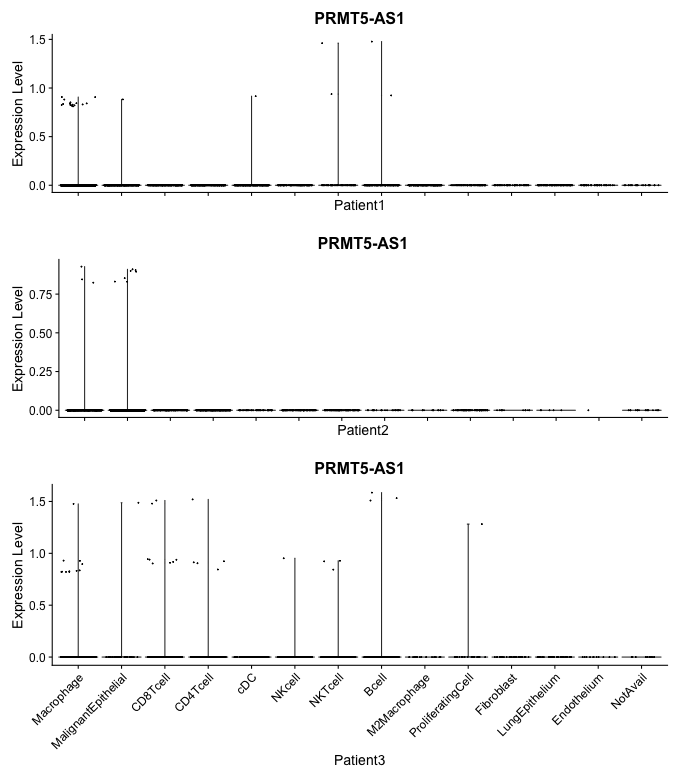 PRMT5-AS1
Expression Level
1.5
1.0
0.5
0.0
Patient1
PRMT5-AS1
Expression Level
0.75
0.50
0.25
0.00
Patient2
PRMT5-AS1
Expression Level
1.5
1.0
0.5
0.0
Macrophage
MalignantEpithelial
CD8Tcell
CD4Tcell
cDC
NKcell
NKTcell
Bcell
M2Macrophage
ProliferatingCell
Fibroblast
LungEpithelium
Endothelium
NotAvail
Patient3